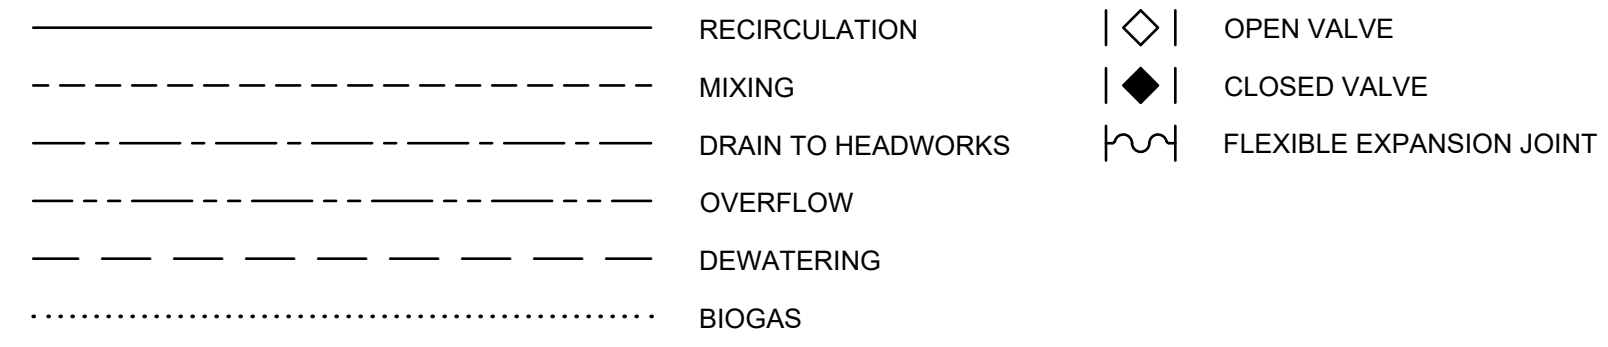 RECIRCULATION
MIXING
DRAIN TO HEADWORKS
OVERFLOW
DEWATERING
BIOGAS
OPEN VALVE
CLOSED VALVE
FLEXIBLE EXPANSION JOINT